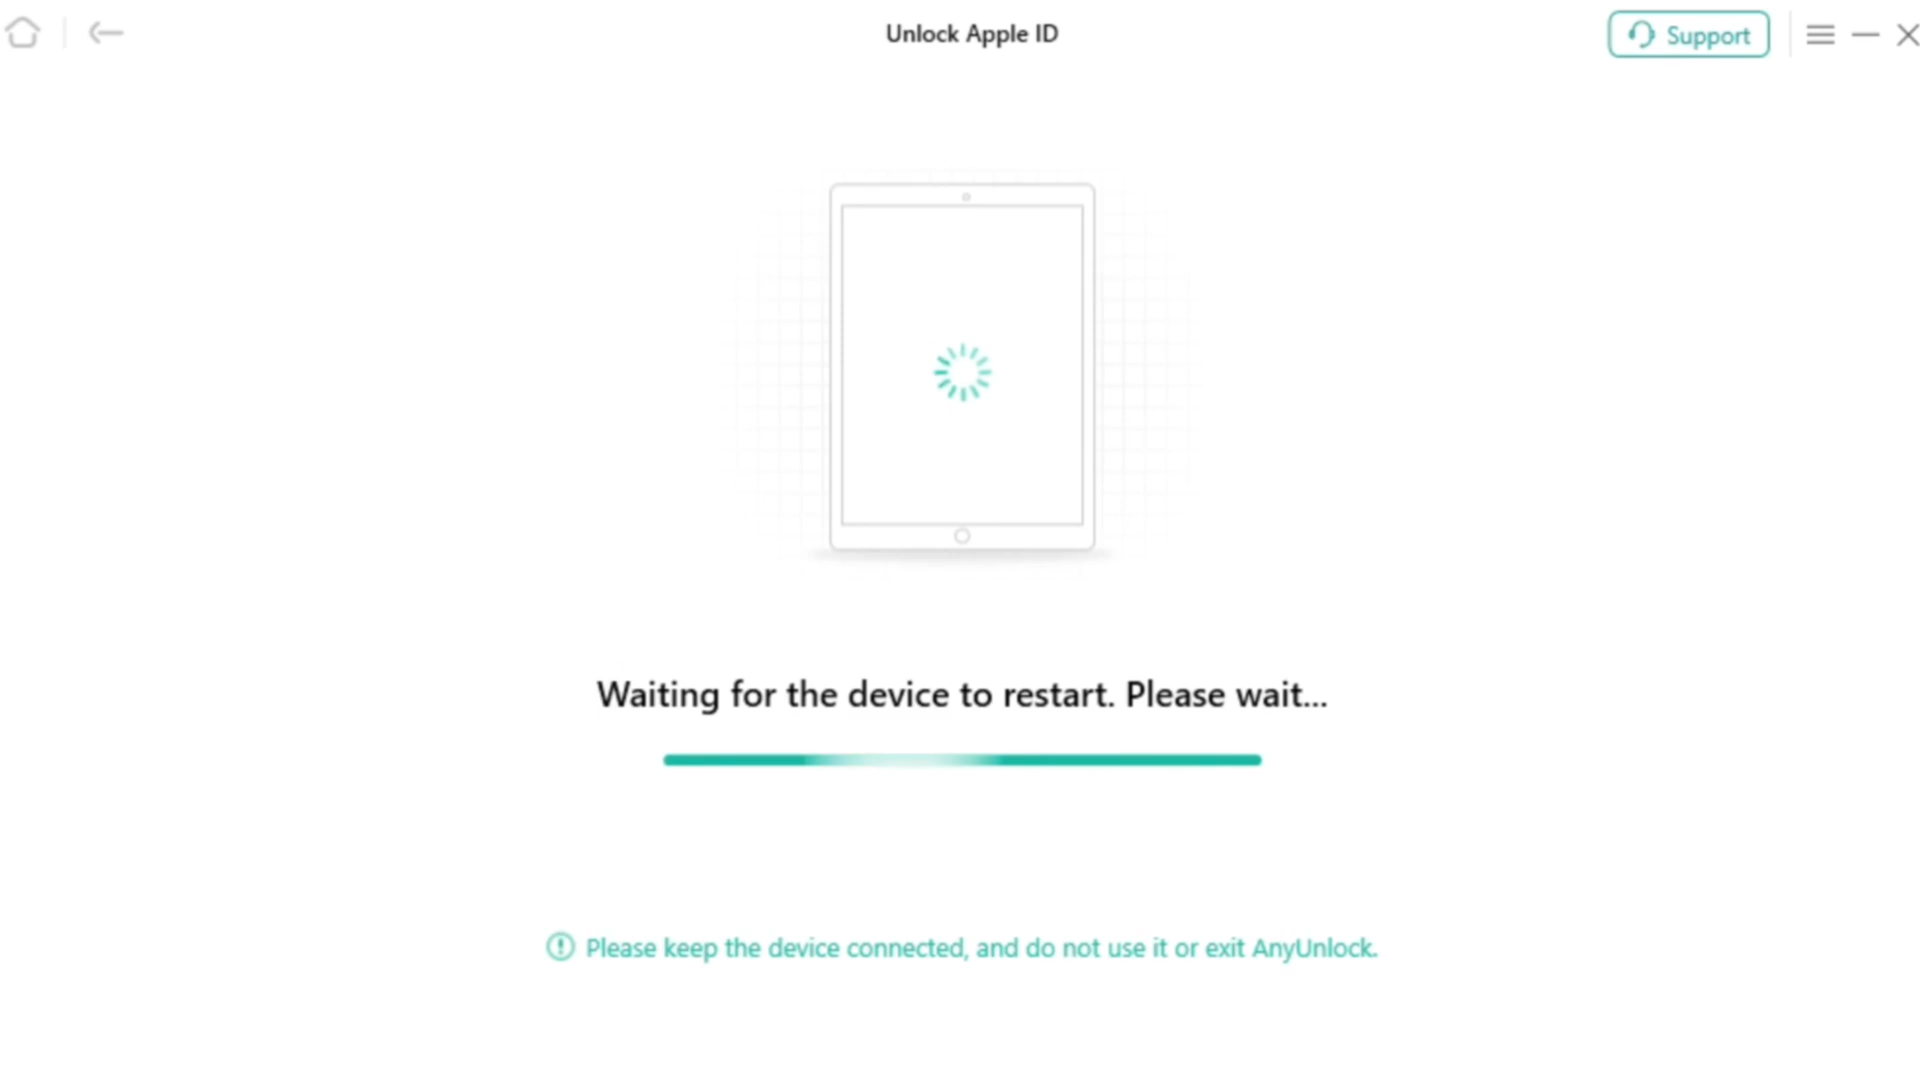 Unlock Apple ID
Support
Waiting for the device to restart. Please wait...
Please keep the device connected, and do not use it or exit AnyUnlock.